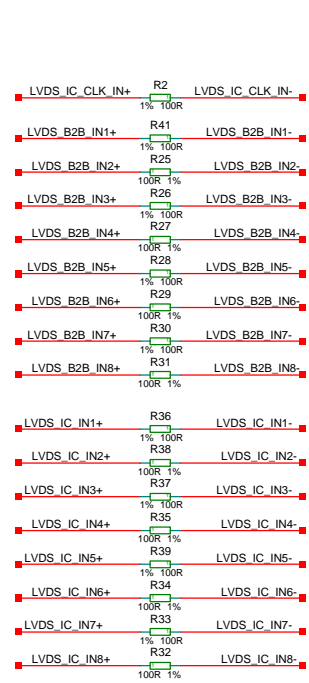 LVDS_IC_CLK_IN+ R2 LVDS_IC_CLK_IN-
1% 100R
LVDS_B2B_IN1+ R41 LVDS_B2B_IN1-
1% 100R
LVDS_B2B_IN2+ R25 LVDS_B2B_IN2-
100R 1%
LVDS_B2B_IN3+ R26 LVDS_B2B_IN3-
1% 100R
LVDS_B2B_IN4+ R27 LVDS_B2B_IN4-
100R 1%
LVDS_B2B_IN5+ R28 LVDS_B2B_IN5-
1% 100R
LVDS_B2B_IN6+ R29 LVDS_B2B_IN6-
100R 1%
LVDS_B2B_IN7+ R30 LVDS_B2B_IN7-
1% 100R
LVDS_B2B_IN8+ R31 LVDS_B2B_IN8-
100R 1%
LVDS_IC_IN1+ R36 LVDS_IC_IN1-
1% 100R
LVDS_IC_IN2+ R38 LVDS_IC_IN2-
100R 1%
LVDS_IC_IN3+ R37 LVDS_IC_IN3-
1% 100R
LVDS_IC_IN4+ R35 LVDS_IC_IN4-
100R 1%
LVDS_IC_IN5+ R39 LVDS_IC_IN5-
1% 100R
LVDS_IC_IN6+ R34 LVDS_IC_IN6-
100R 1%
LVDS_IC_IN7+ R33 LVDS_IC_IN7-
1% 100R
LVDS_IC_IN8+ R32 LVDS_IC_IN8-
100R 1%